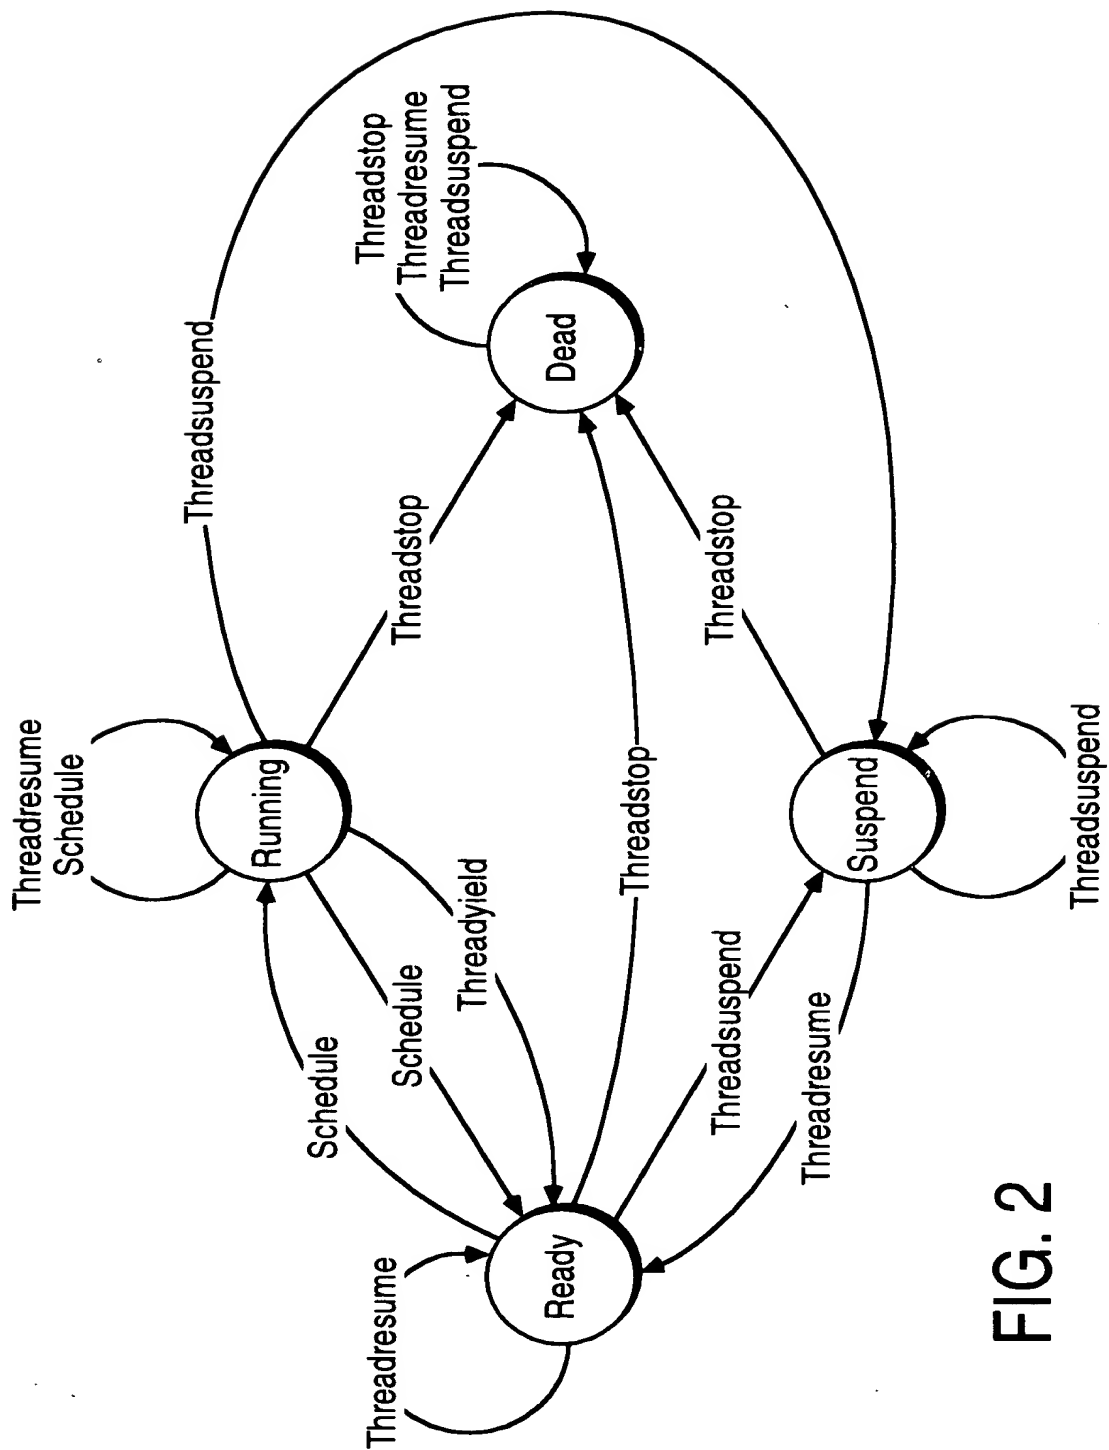 Threadresume
Schedule
Threadsuspend
Running
Threadstop
Threadresume
Threadsuspend
Schedule
Threadstop
Schedule
Threadyield
Threadresume
Ready
Dead
Threadstop
Threadsuspend
Threadstop
Threadresume
Suspend
Threadsuspend
FIG. 2